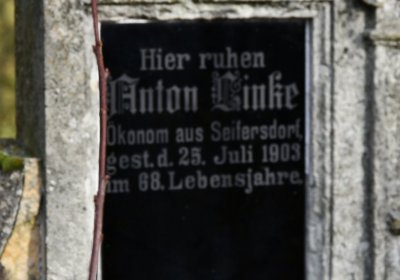 Hier ruhen
Anton Linke
Ökonom aus Seifersdorf,
gest. d. 25. Juli 1903
im 68. Lebensjahre.